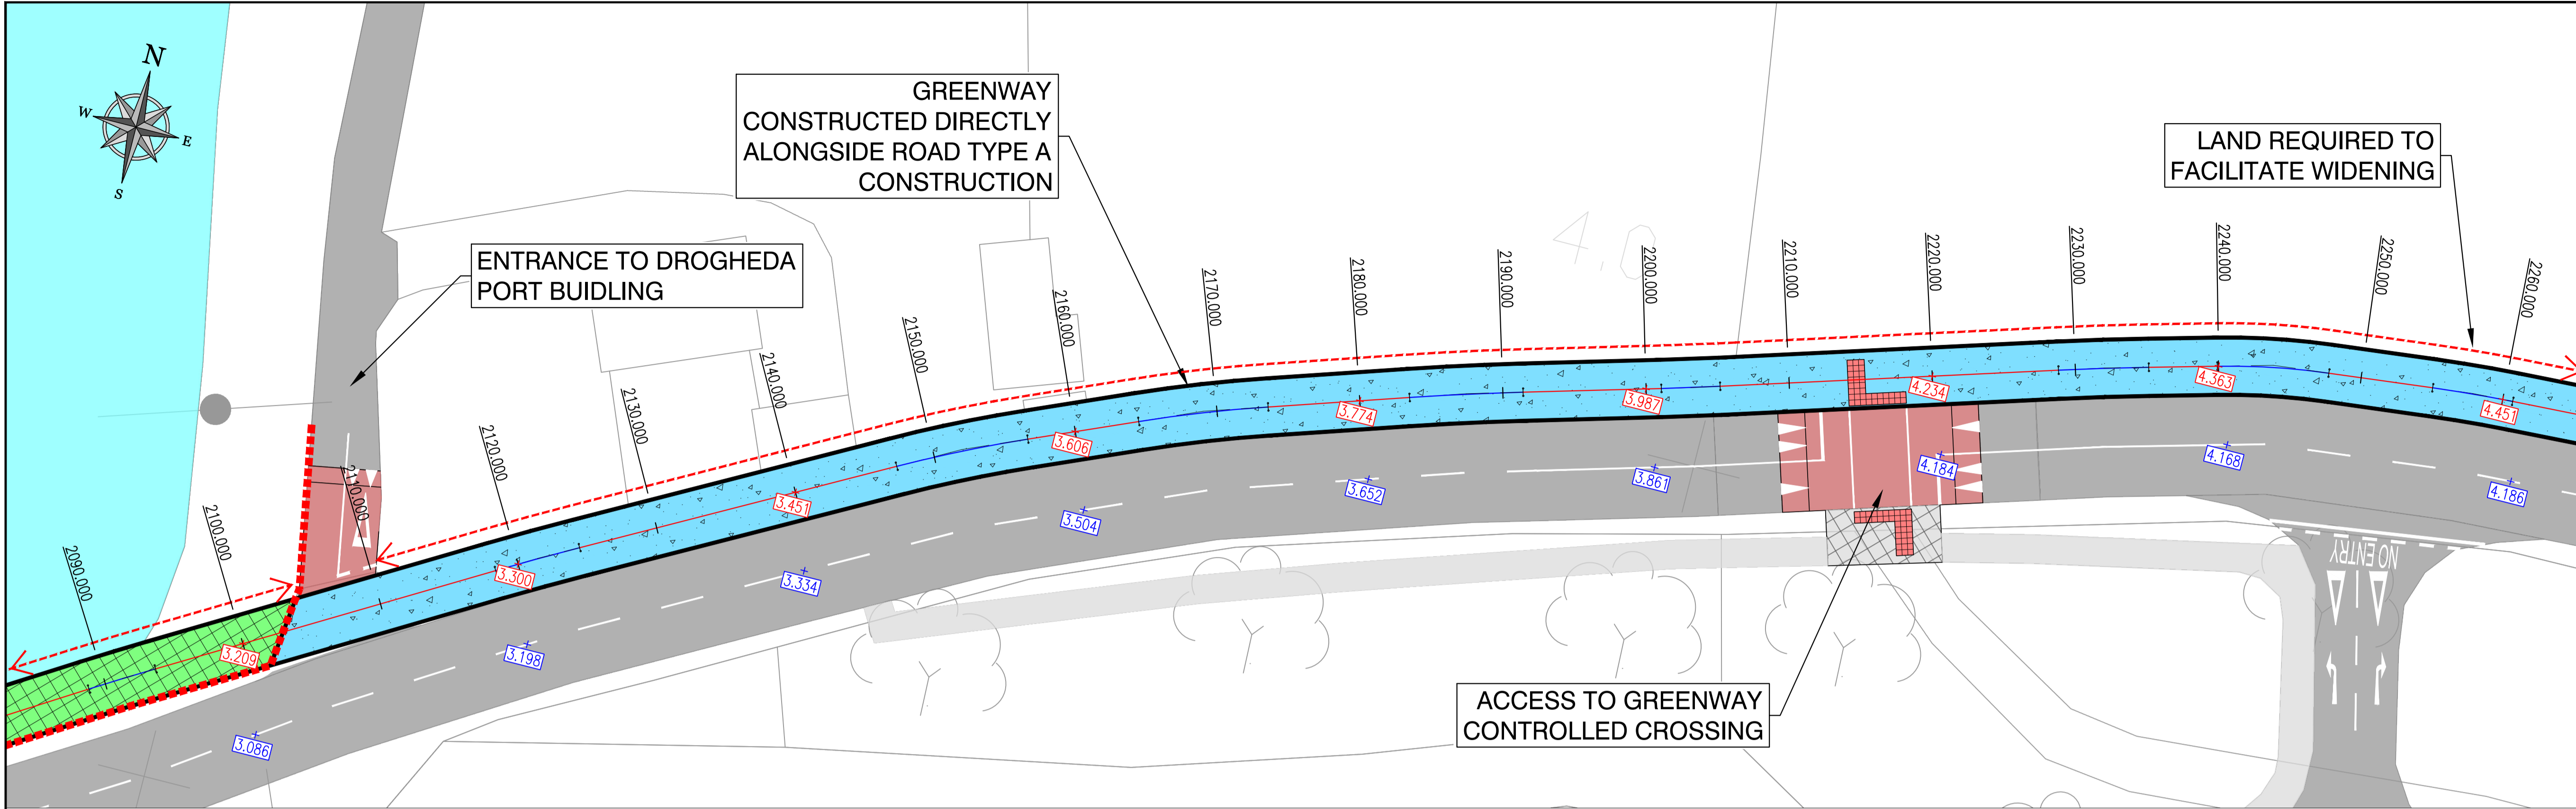 N
W
E
S
GREENWAY
CONSTRUCTED DIRECTLY
ALONGSIDE ROAD TYPE A
CONSTRUCTION
LAND REQUIRED TO
FACILITATE WIDENING
ENTRANCE TO DROGHEDA
PORT BUIDLING
40
2090.000
2100.000
2110.000
2120.000
2130.000
2140.000
2150.000
2160.000
2170.000
2180.000
2190.000
2200.000
2210.000
2220.000
2230.000
2240.000
2250.000
2260.000
3.209
3.300
3.451
3.606
3.774
3.987
4.234
4.363
4.451
3.086
3.198
3.334
3.504
3.652
3.861
4.184
4.168
4.186
NO ENTRY
ACCESS TO GREENWAY
CONTROLLED CROSSING